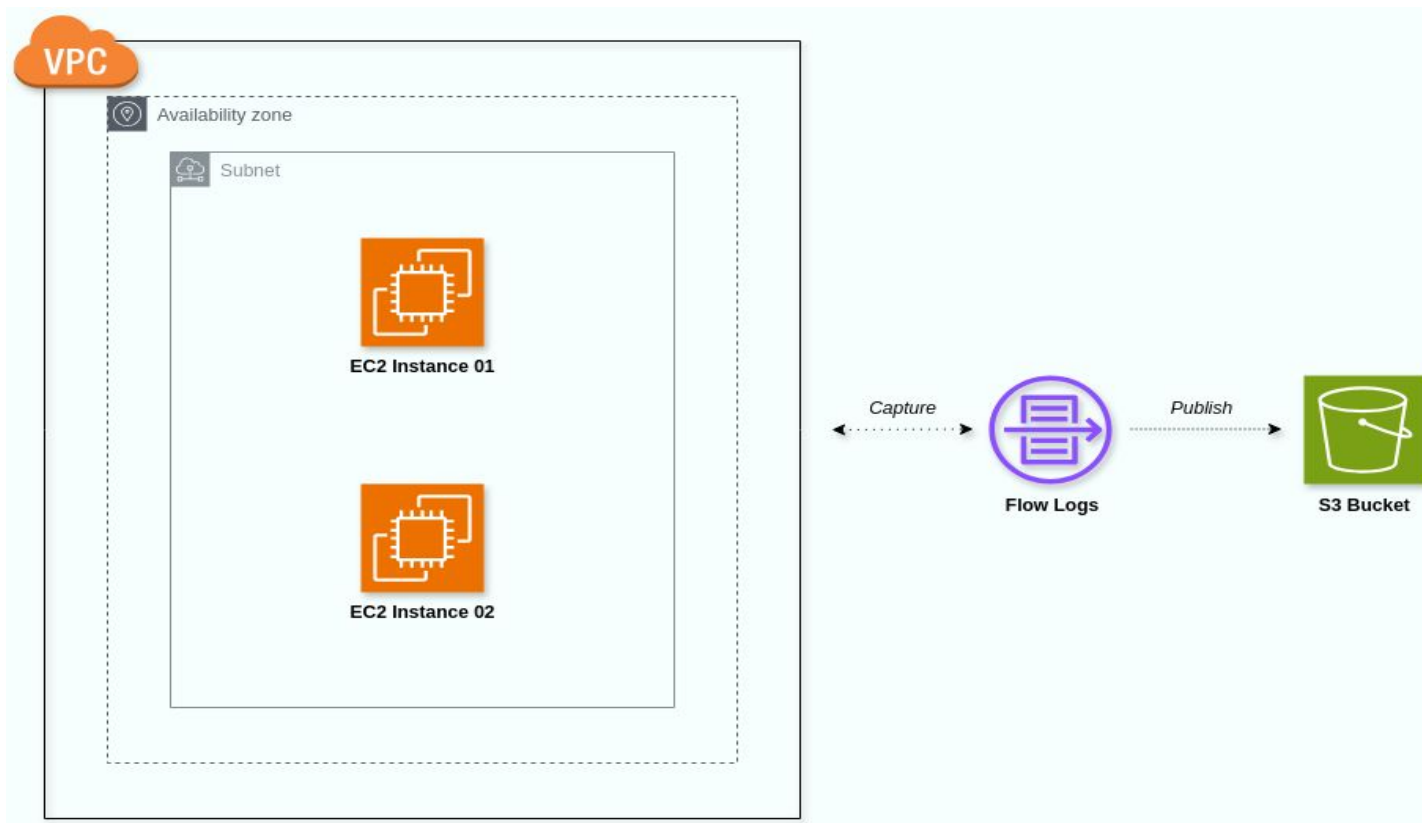 VPC
Availability zone
Subnet
EC2 Instance 01
Capture
Publish
Flow Logs
S3 Bucket
EC2 Instance 02